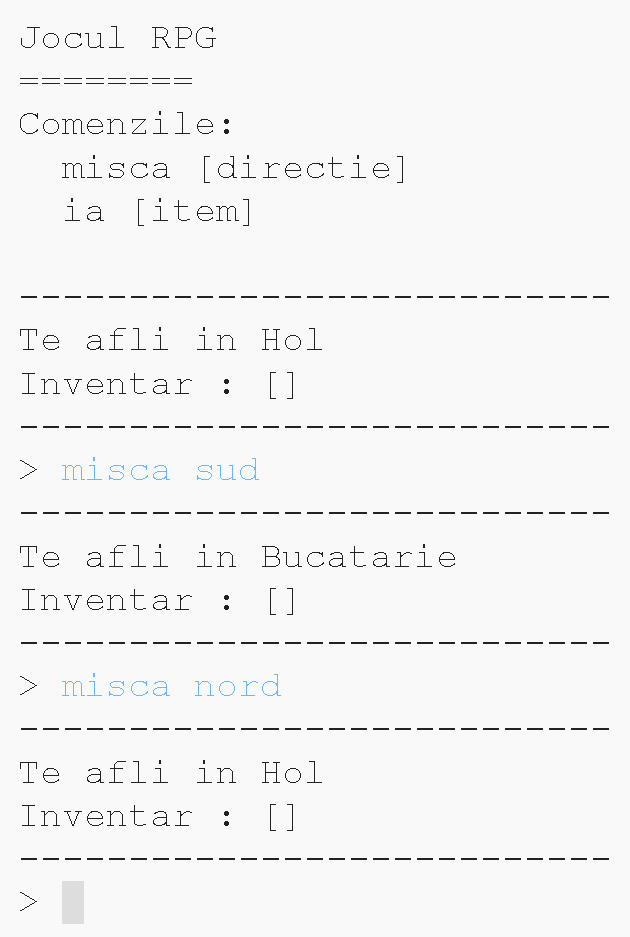 Jocul RPG
========
Comenzile:
  misca [directie]
  ia [item]

---------------------------
Te afli in Hol
Inventar : []
---------------------------
> misca sud
---------------------------
Te afli in Bucatarie
Inventar : []
---------------------------
> misca nord
---------------------------
Te afli in Hol
Inventar : []
---------------------------
>